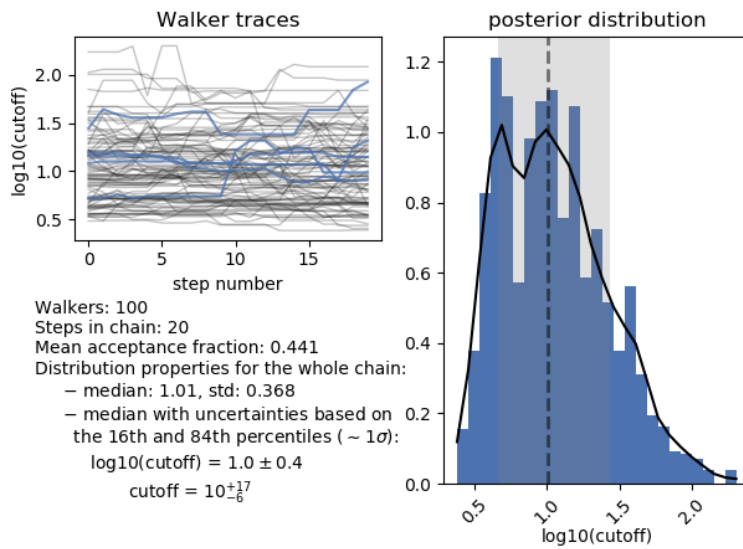 Walker traces
log10(cutoff)
2.0
1.5
1.0
0.5
0
5
10
15
step number
Walkers: 100
Steps in chain: 20
Mean acceptance fraction: 0.441
Distribution properties for the whole chain:
− median: 1.01, std: 0.368
− median with uncertainties based on
the 16th and 84th percentiles (∼ 1σ):
log10(cutoff) = 1.0 ± 0.4
cutoff = 10₋₆⁺¹⁷
posterior distribution
1.2
1.0
0.8
0.6
0.4
0.2
0.0
0.5
1.0
1.5
2.0
log10(cutoff)